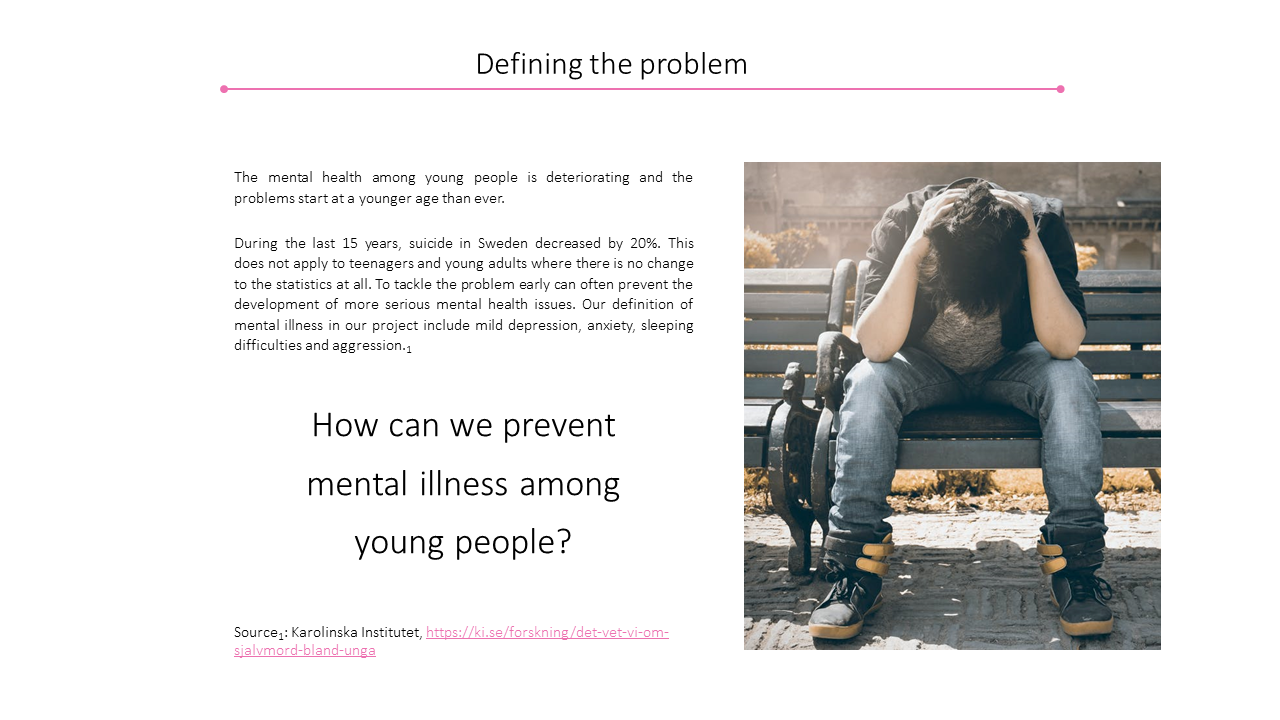 Defining the problem
The mental health among young people is deteriorating and the
problems start at a younger age than ever.
During the last 15 years, suicide in Sweden decreased by 20%. This
does not apply to teenagers and young adults where there is no change
to the statistics at all. To tackle the problem early can often prevent the
development of more serious mental health issues. Our definition of
mental illness in our project include mild depression, anxiety, sleeping
difficulties and aggression.1
How can we prevent
mental illness among
young people?
Source1: Karolinska Institutet, https://ki.se/forskning/det-vet-vi-om-
sjalvmord-bland-unga